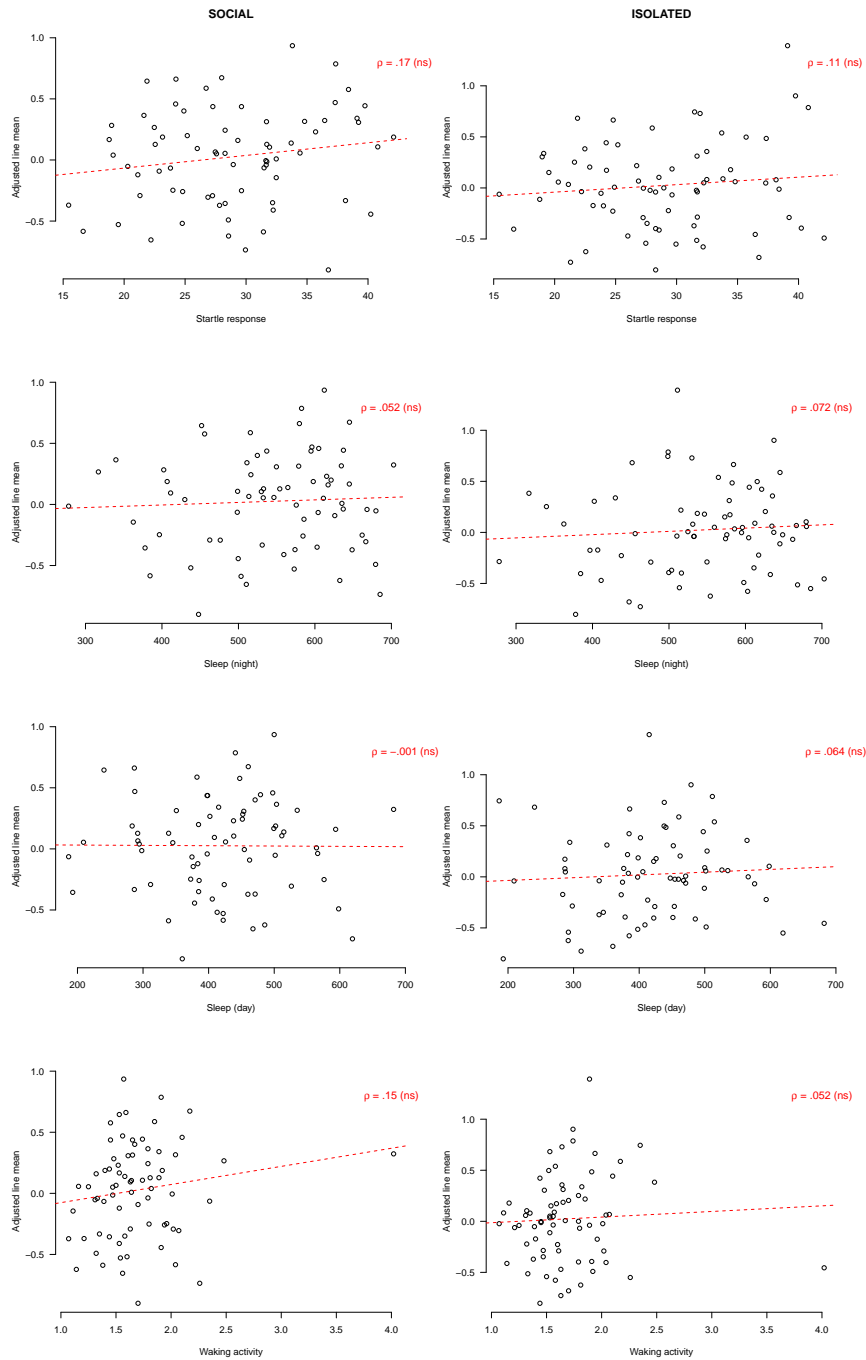 SOCIAL
ISOLATED
ρ = .17 (ns)
ρ = .11 (ns)
Adjusted line mean
1.0
0.5
0.0
−0.5
15 20 25 30 35 40
Startle response
Adjusted line mean
1.0
0.5
0.0
−0.5
15 20 25 30 35 40
Startle response
ρ = .052 (ns)
ρ = .072 (ns)
Adjusted line mean
1.0
0.5
0.0
−0.5
300 400 500 600 700
Sleep (night)
Adjusted line mean
1.0
0.5
0.0
−0.5
300 400 500 600 700
Sleep (night)
ρ = −.001 (ns)
ρ = .064 (ns)
Adjusted line mean
1.0
0.5
0.0
−0.5
200 300 400 500 600 700
Sleep (day)
Adjusted line mean
1.0
0.5
0.0
−0.5
200 300 400 500 600 700
Sleep (day)
ρ = .15 (ns)
ρ = .052 (ns)
Adjusted line mean
1.0
0.5
0.0
−0.5
1.0 1.5 2.0 2.5 3.0 3.5 4.0
Waking activity
Adjusted line mean
1.0
0.5
0.0
−0.5
1.0 1.5 2.0 2.5 3.0 3.5 4.0
Waking activity